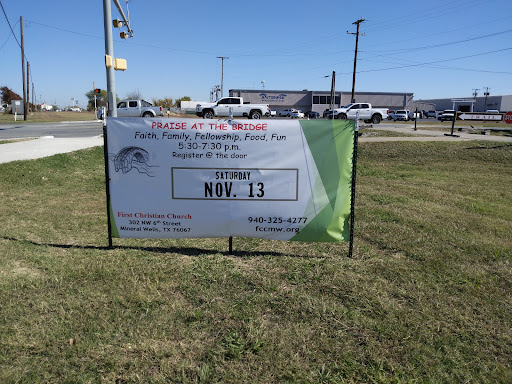 PRAISE AT THE BRIDGE
Faith, Family, Fellowship, Food, Fun
5:30-7:30 p.m.
Register @ the door
SATURDAY
NOV. 13
First Christian Church
302 NW 6th Street
Mineral Wells, TX 76067
940-325-4277
fccmw.org